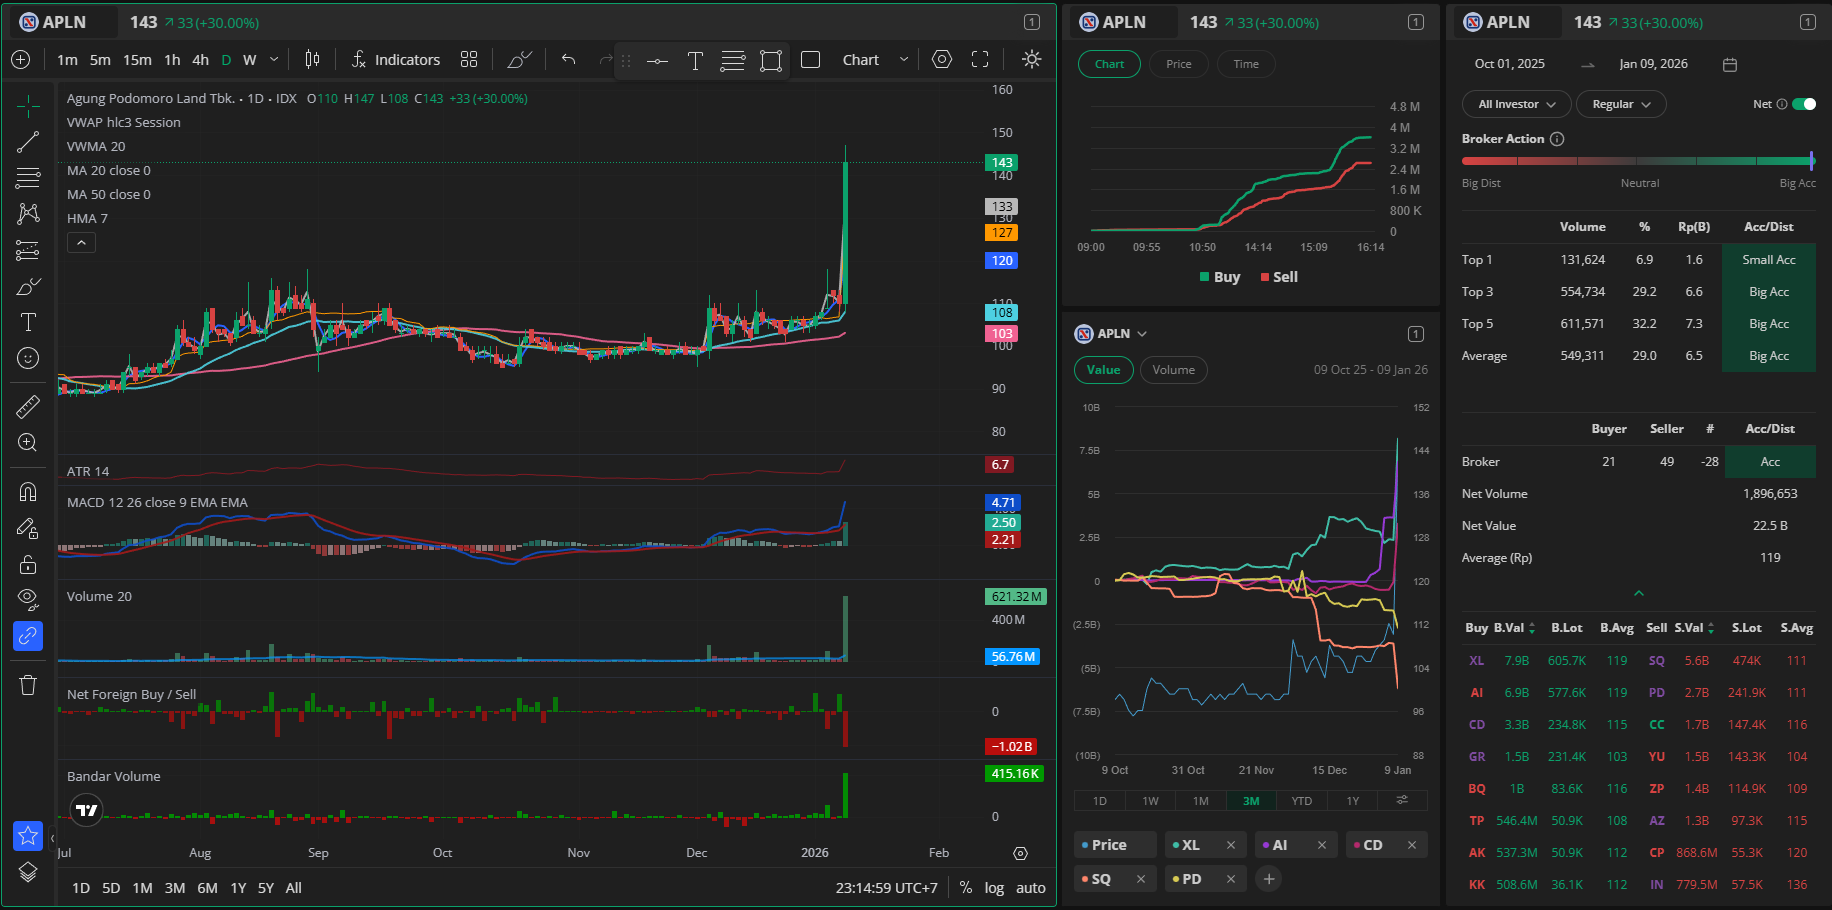 APLN 143 ↗ 33 (+30.00%) 1
1m 5m 15m 1h 4h D W Indicators Chart
Agung Podomoro Land Tbk. · 1D · IDX O110 H147 L108 C143 +33 (+30.00%)
VWAP hlc3 Session
VWMA 20
MA 20 close 0
MA 50 close 0
HMA 7
160
150
143
140
133
130
127
120
110
108
103
100
90
80
ATR 14
6.7
MACD 12 26 close 9 EMA EMA
4.71
2.50
2.21
Volume 20
621.32M
400M
56.76M
Net Foreign Buy / Sell
0
−1.02B
Bandar Volume
415.16K
0
Jul Aug Sep Oct Nov Dec 2026 Feb
1D 5D 1M 3M 6M 1Y 5Y All 23:14:59 UTC+7 % log auto
APLN 143 ↗ 33 (+30.00%) 1
Chart Price Time
4.8 M
4 M
3.2 M
2.4 M
1.6 M
800 K
0
09:00 09:55 10:50 14:14 15:09 16:14
Buy Sell
APLN 1
Value Volume 09 Oct 25 - 09 Jan 26
10B 152
7.5B 144
5B 136
2.5B 128
0 120
(2.5B) 112
(5B) 104
(7.5B) 96
(10B) 88
9 Oct 31 Oct 21 Nov 15 Dec 9 Jan
1D 1W 1M 3M YTD 1Y
Price XL × AI × CD ×
SQ × PD × +
APLN 143 ↗ 33 (+30.00%) 1
Oct 01, 2025 → Jan 09, 2026
All Investor Regular Net
Broker Action
Big Dist Neutral Big Acc
Volume % Rp(B) Acc/Dist
Top 1 131,624 6.9 1.6 Small Acc
Top 3 554,734 29.2 6.6 Big Acc
Top 5 611,571 32.2 7.3 Big Acc
Average 549,311 29.0 6.5 Big Acc
Buyer Seller # Acc/Dist
Broker 21 49 -28 Acc
Net Volume 1,896,653
Net Value 22.5 B
Average (Rp) 119
Buy B.Val B.Lot B.Avg Sell S.Val S.Lot S.Avg
XL 7.9B 605.7K 119 SQ 5.6B 474K 111
AI 6.9B 577.6K 119 PD 2.7B 241.9K 111
CD 3.3B 234.8K 115 CC 1.7B 147.4K 116
GR 1.5B 231.4K 103 YU 1.5B 143.3K 104
BQ 1B 83.6K 116 ZP 1.4B 114.9K 109
TP 546.4M 50.9K 108 AZ 1.3B 97.3K 115
AK 537.3M 50.9K 112 CP 868.6M 55.3K 120
KK 508.6M 36.1K 112 IN 779.5M 57.5K 136